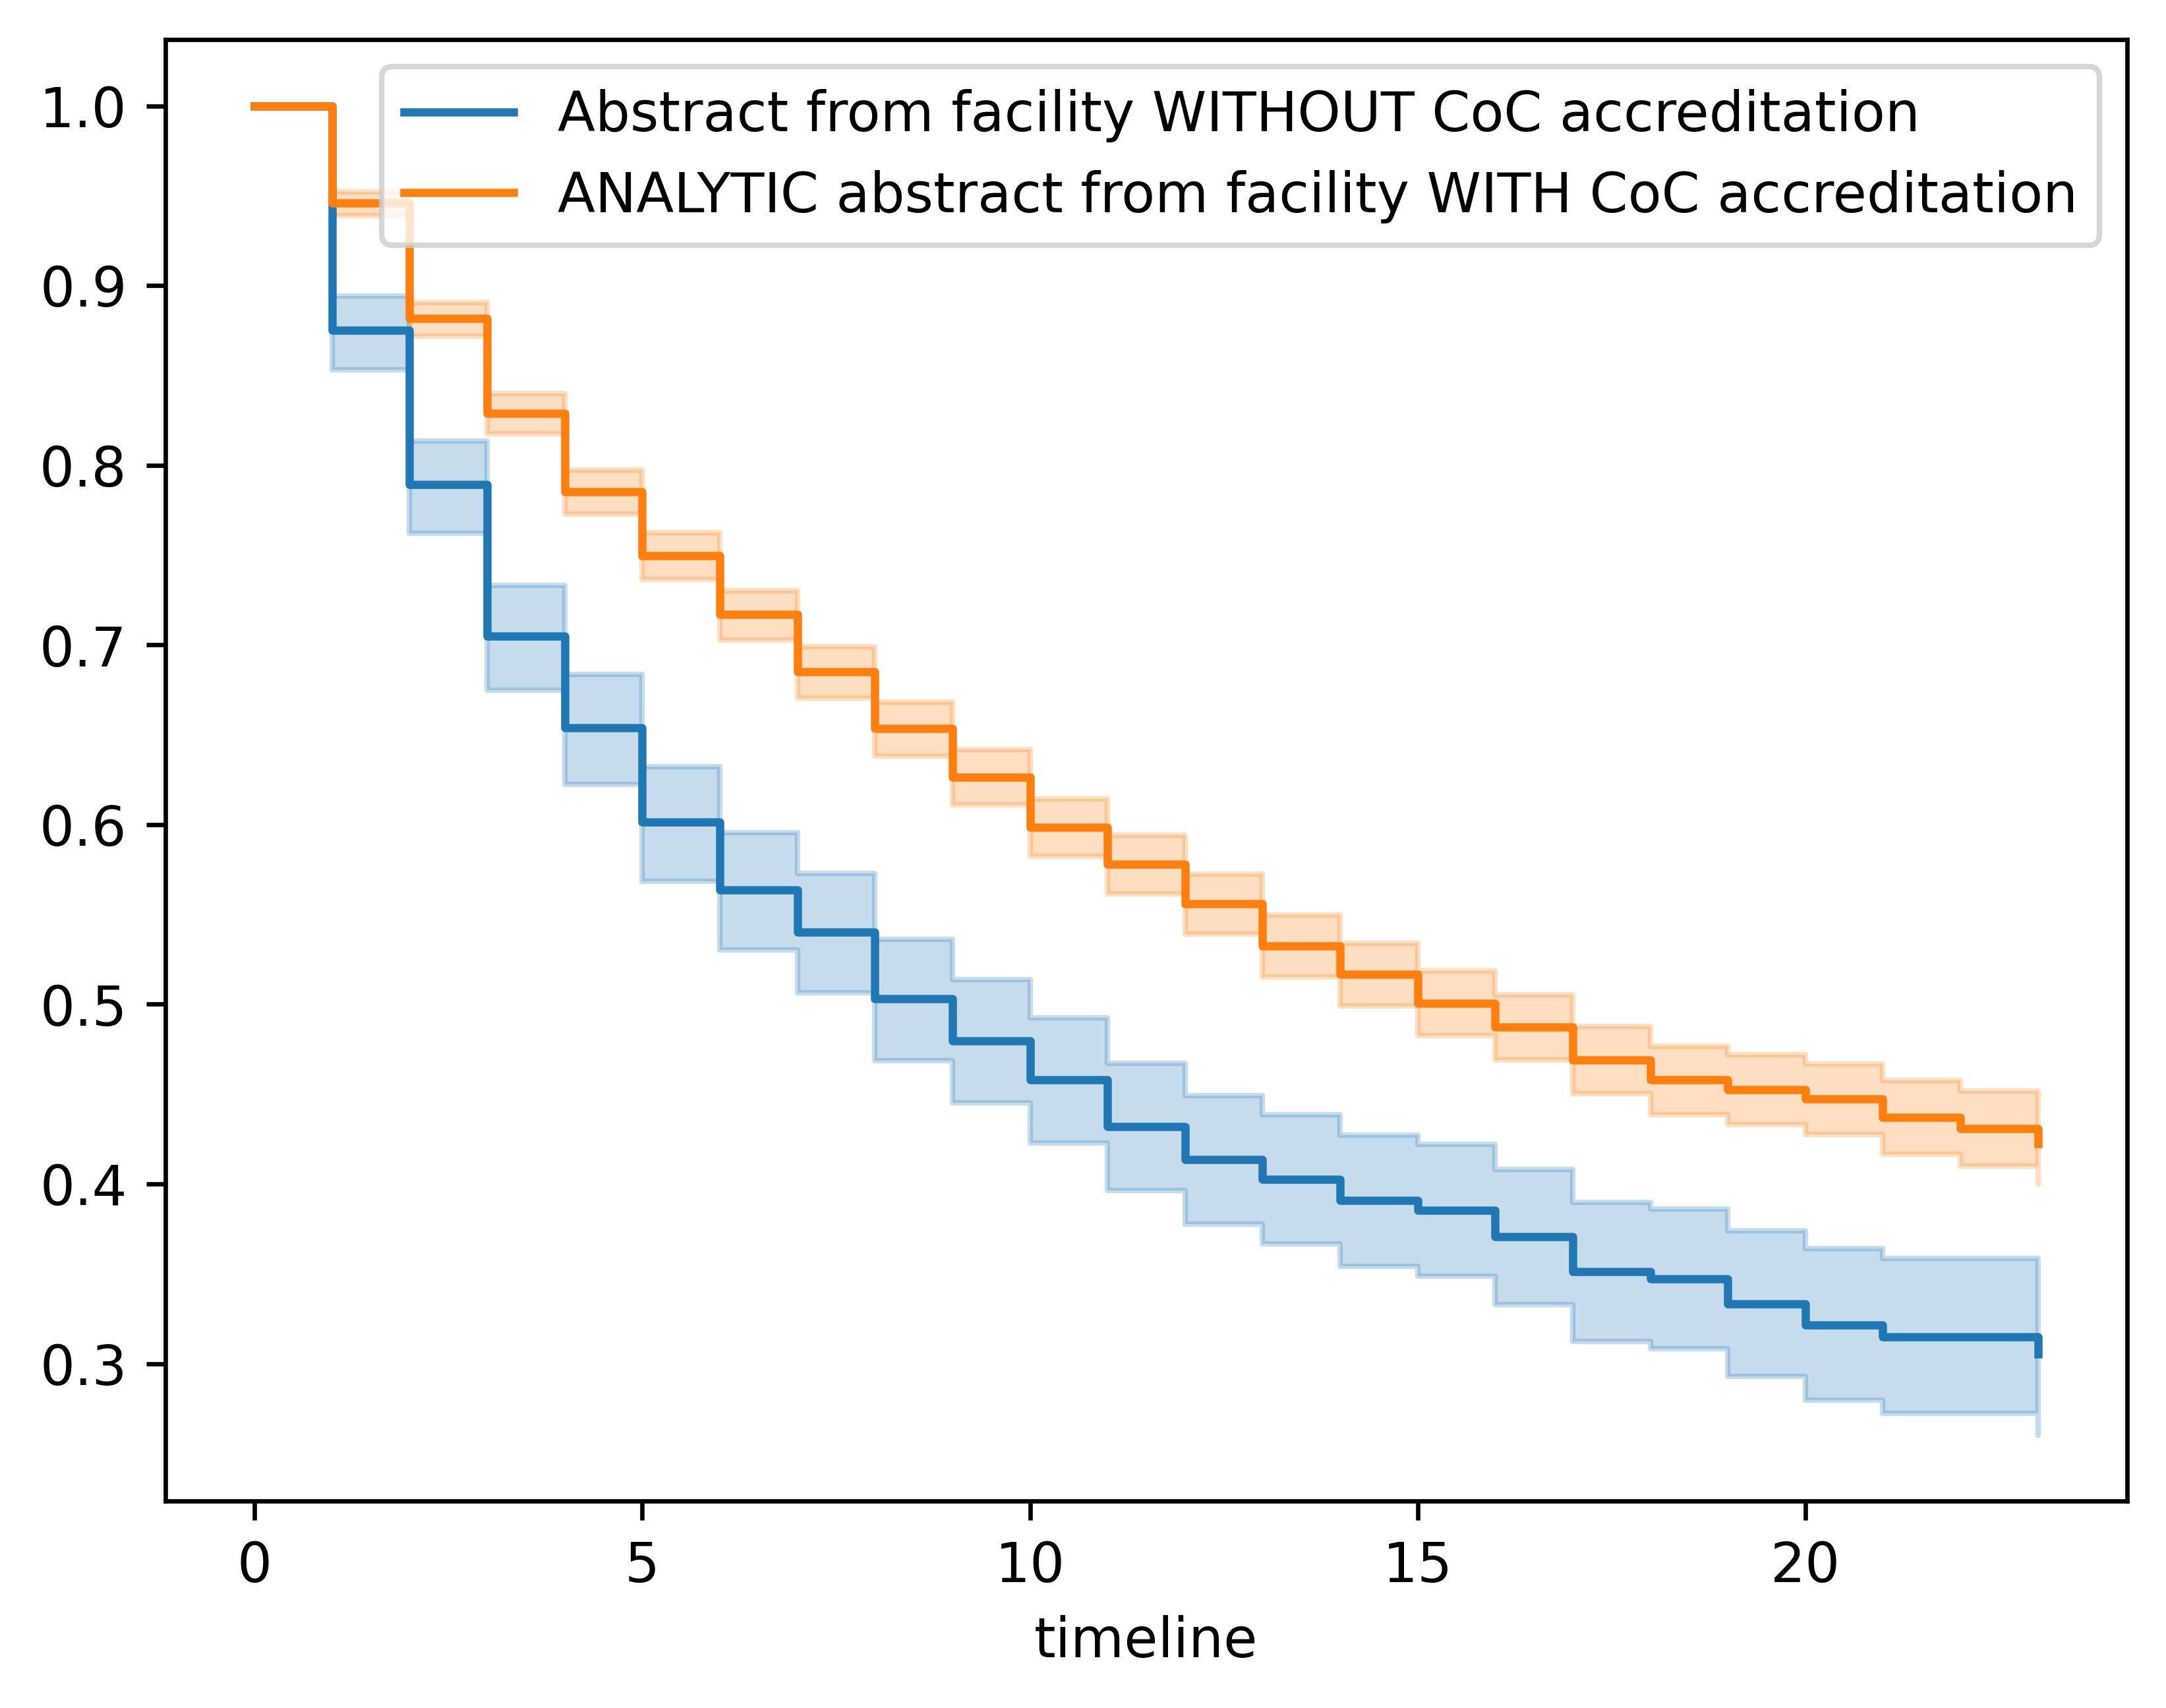 Abstract from facility WITHOUT CoC accreditation
ANALYTIC abstract from facility WITH CoC accreditation
1.0
0.9
0.8
0.7
0.6
0.5
0.4
0.3
0 5 10 15 20
timeline